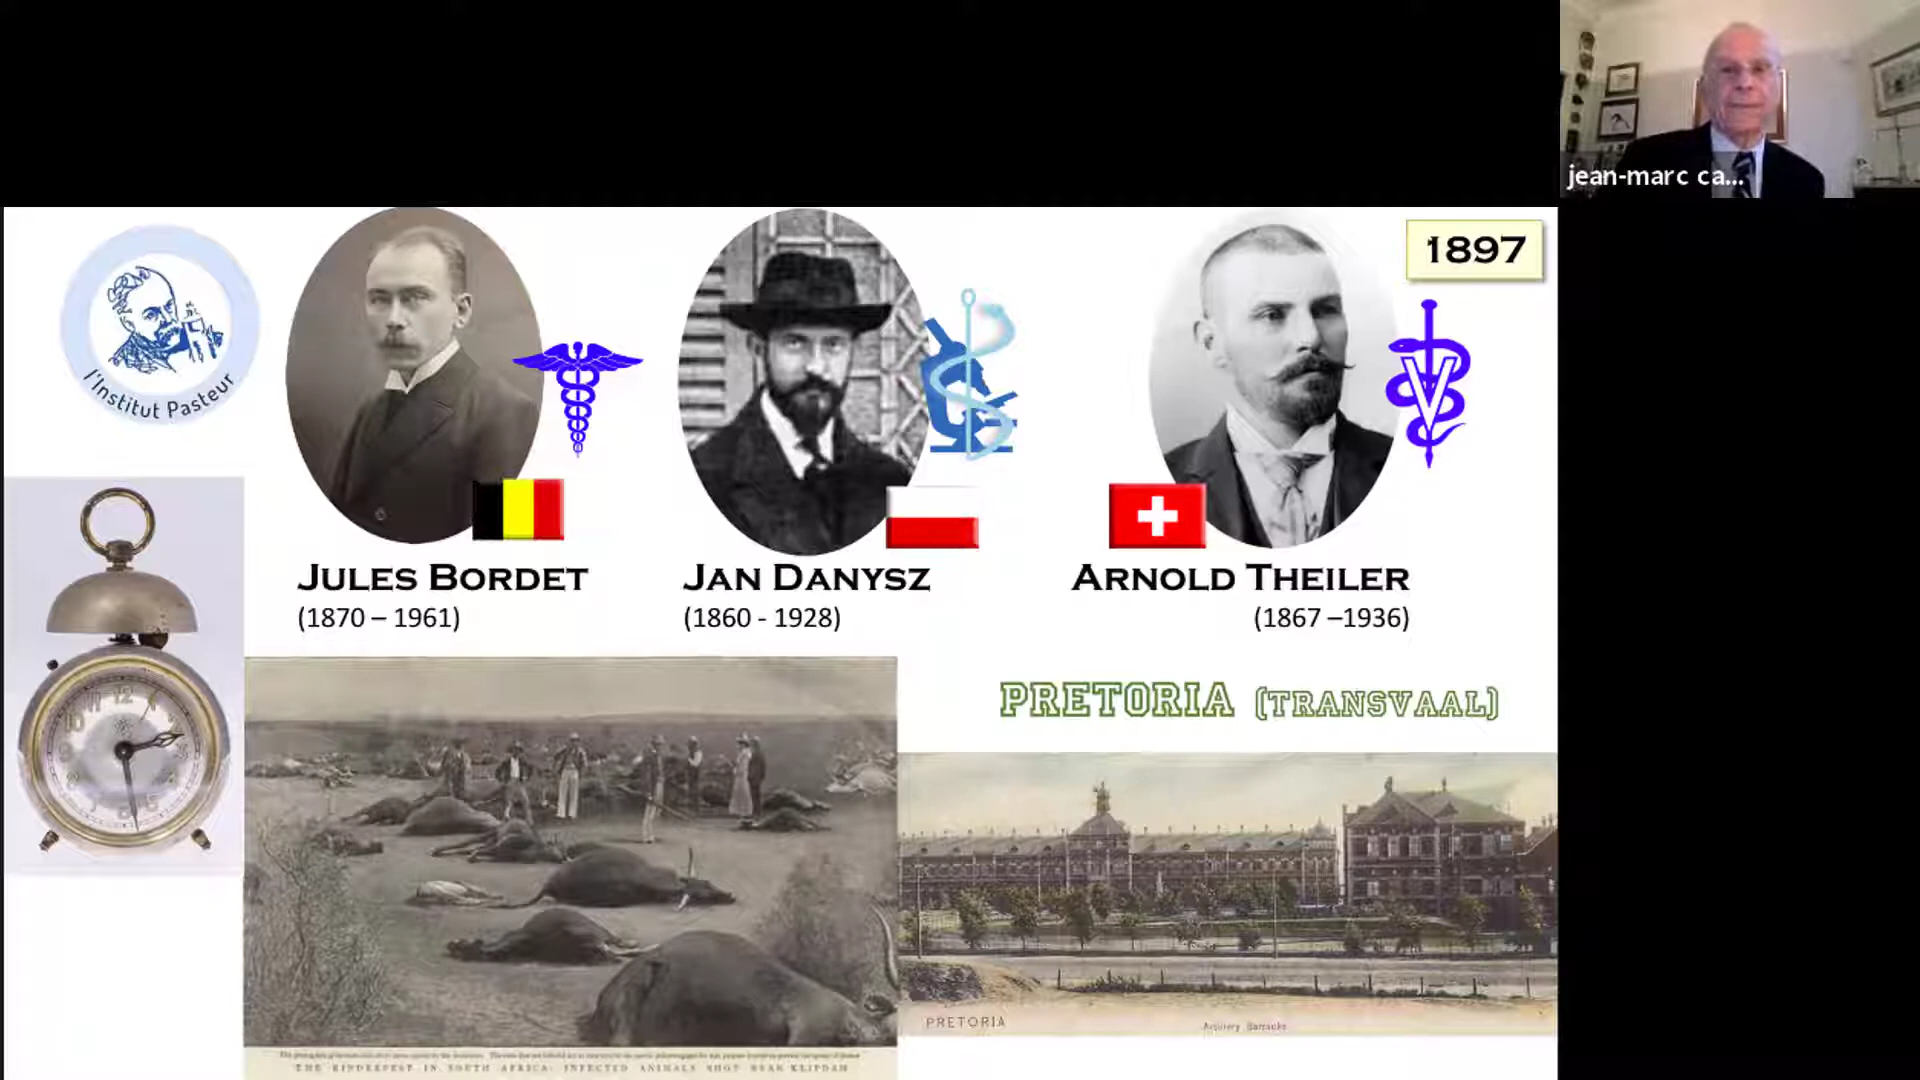 jean-marc ca...
1897
l'Institut Pasteur
JULES BORDET
(1870 – 1961)
JAN DANYSZ
(1860 - 1928)
ARNOLD THEILER
(1867 –1936)
PRETORIA (TRANSVAAL)
PRETORIA
Artillery Barracks
THE RINDERPEST IN SOUTH AFRICA: INFECTED ANIMALS SHOT NEAR KLIPDAM